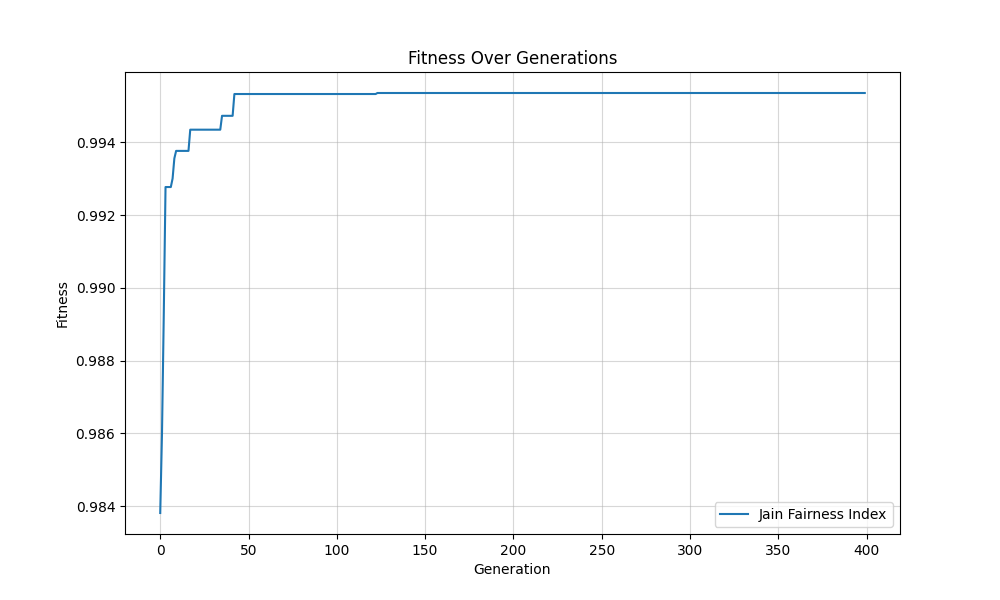 Fitness Over Generations
0.994
0.992
0.990
0.988
0.986
0.984
Fitness
Jain Fairness Index
0 50 100 150 200 250 300 350 400
Generation